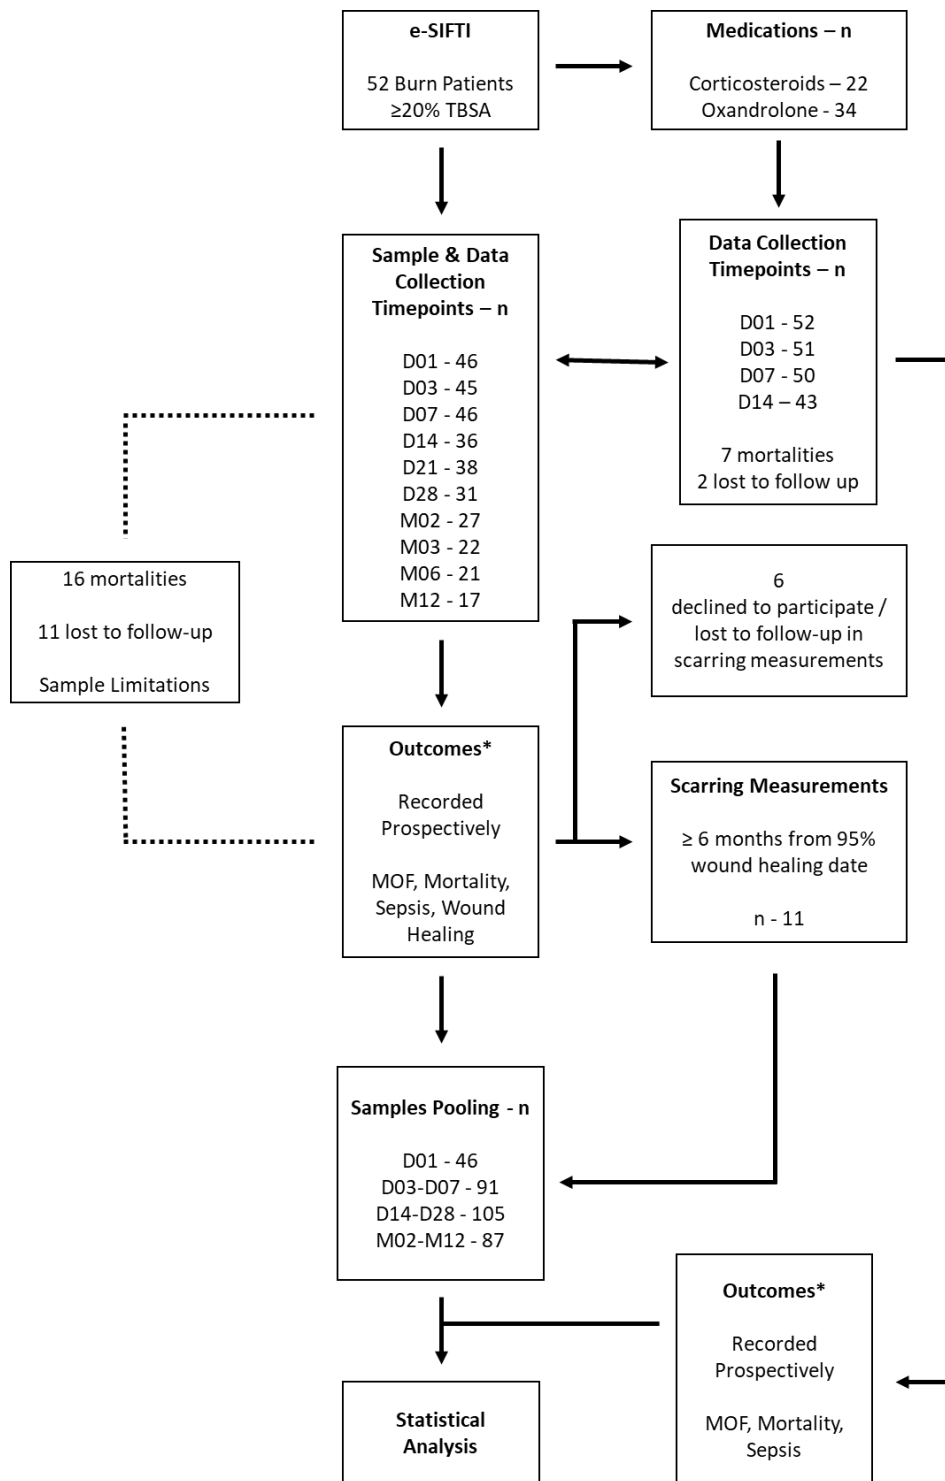 e-SIFTI
52 Burn Patients
≥20% TBSA
Medications – n
Corticosteroids – 22
Oxandrolone - 34
Sample & Data
Collection
Timepoints – n
D01 - 46
D03 - 45
D07 - 46
D14 - 36
D21 - 38
D28 - 31
M02 - 27
M03 - 22
M06 - 21
M12 - 17
Data Collection
Timepoints – n
D01 - 52
D03 - 51
D07 - 50
D14 – 43
7 mortalities
2 lost to follow up
16 mortalities
11 lost to follow-up
Sample Limitations
6
declined to participate /
lost to follow-up in
scarring measurements
Outcomes*
Recorded
Prospectively
MOF, Mortality,
Sepsis, Wound
Healing
Scarring Measurements
≥ 6 months from 95%
wound healing date
n - 11
Samples Pooling - n
D01 - 46
D03-D07 - 91
D14-D28 - 105
M02-M12 - 87
Outcomes*
Recorded
Prospectively
MOF, Mortality,
Sepsis
Statistical
Analysis